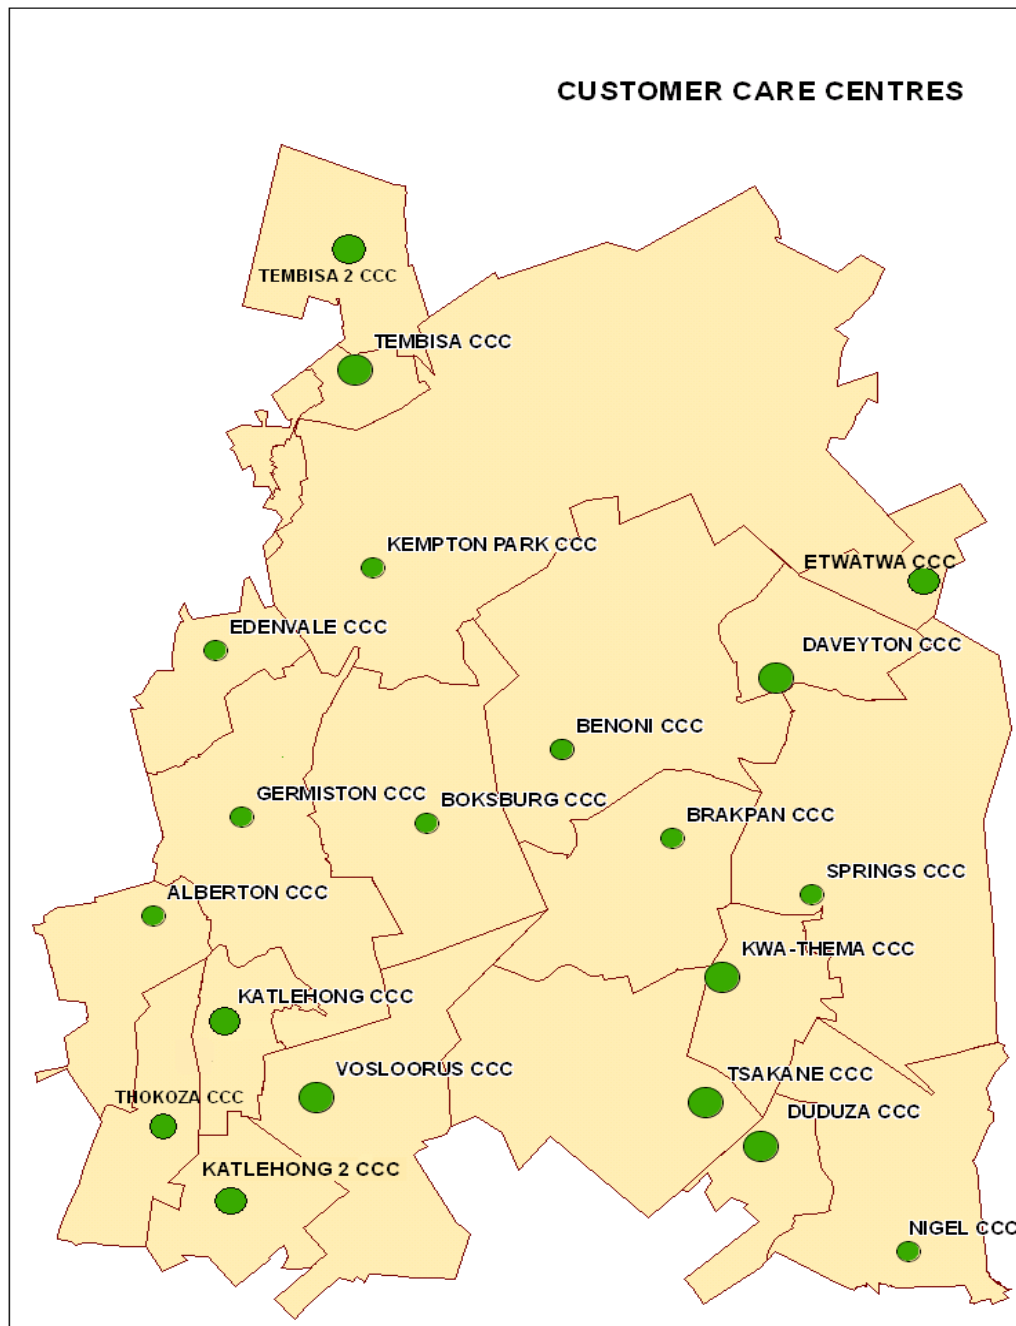 CUSTOMER CARE CENTRES
TEMBISA 2 CCC
TEMBISA CCC
KEMPTON PARK CCC
ETWATWA CCC
EDENVALE CCC
DAVEYTON CCC
BENONI CCC
GERMISTON CCC
BOKSBURG CCC
BRAKPAN CCC
SPRINGS CCC
ALBERTON CCC
KWA-THEMA CCC
KATLEHONG CCC
VOSLOORUS CCC
TSAKANE CCC
THOKOZA CCC
DUDUZA CCC
KATLEHONG 2 CCC
NIGEL CCC